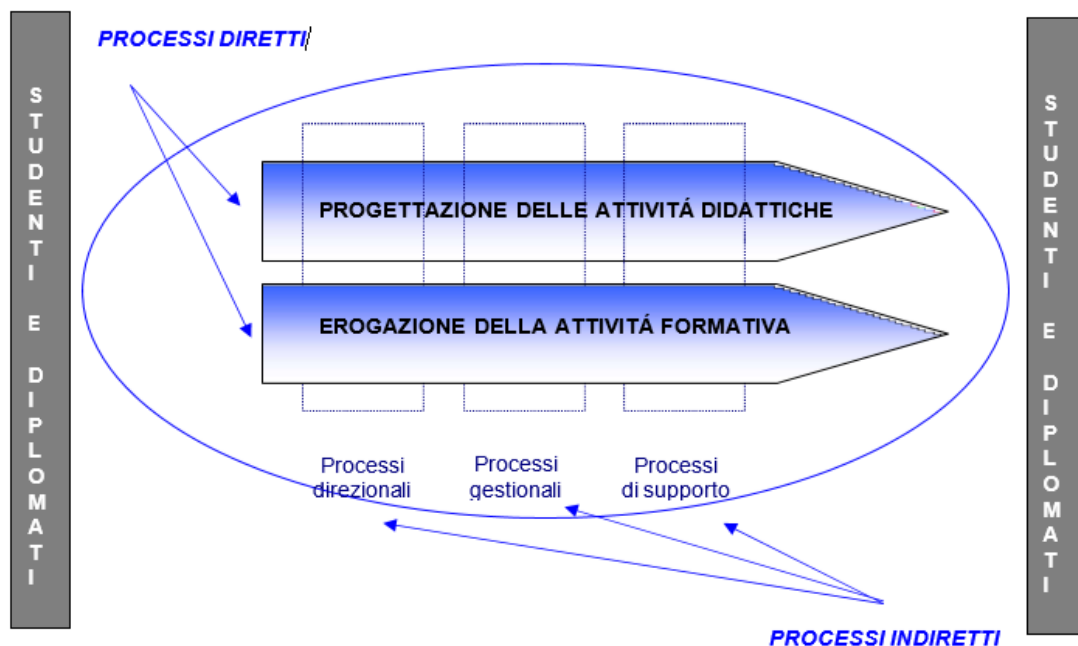 PROCESSI DIRETTI
STUDENTI E DIPLOMATI
PROGETTAZIONE DELLE ATTIVITÁ DIDATTICHE
EROGAZIONE DELLA ATTIVITÁ FORMATIVA
Processi
direzionali
Processi
gestionali
Processi
di supporto
STUDENTI E DIPLOMATI
PROCESSI INDIRETTI